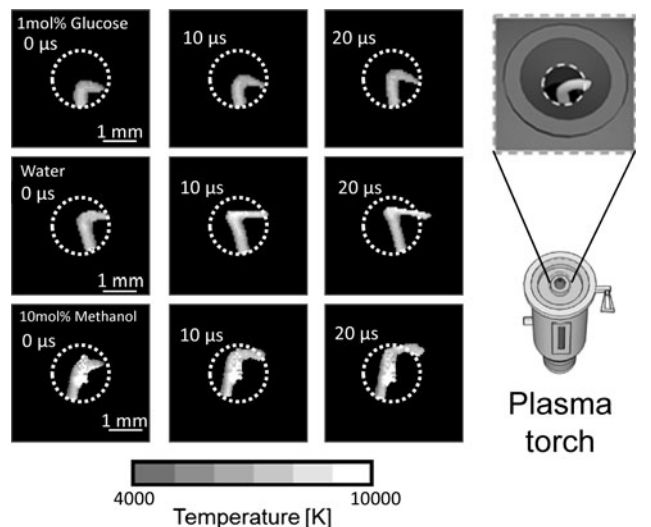 1mol% Glucose
0 µs
10 µs
20 µs
1 mm
Water
0 µs
10 µs
20 µs
1 mm
10mol% Methanol
0 µs
10 µs
20 µs
1 mm
Plasma
torch
4000
10000
Temperature [K]